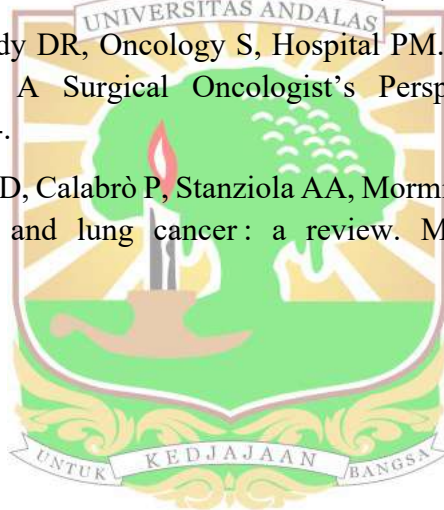 UNIVERSITAS ANDALAS
dy DR, Oncology S, Hospital PM.
A Surgical Oncologist’s Persp
.
D, Calabrò P, Stanziola AA, Morm
and lung cancer : a review. M
UNTUK KEDJAJAAN BANGSA